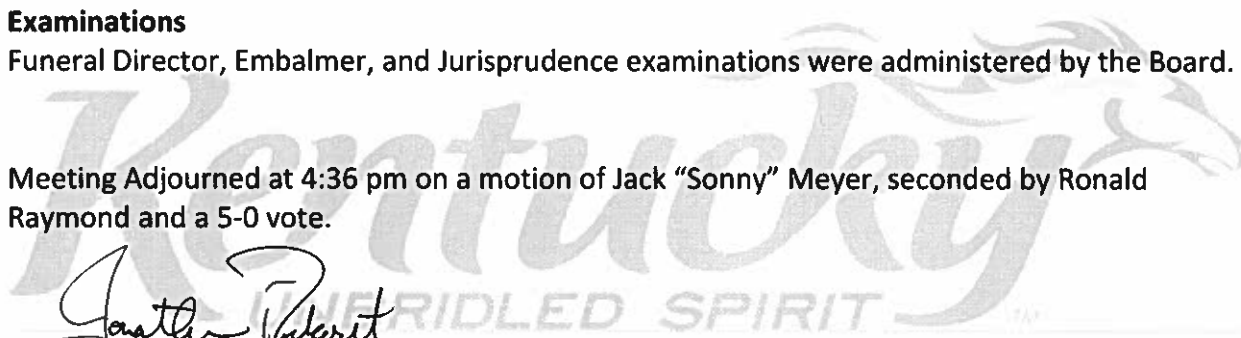 Examinations
Funeral Director, Embalmer, and Jurisprudence examinations were administered by the Board.
Kentucky
Meeting Adjourned at 4:36 pm on a motion of Jack “Sonny” Meyer, seconded by Ronald
Raymond and a 5-0 vote.
UNBRIDLED SPIRIT
Jonathan